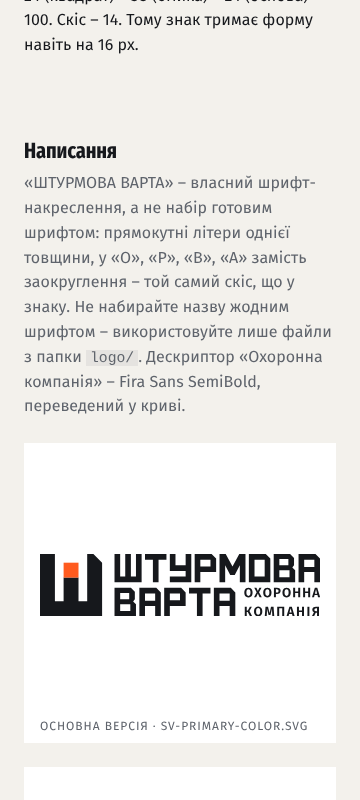 100. Скіс – 14. Тому знак тримає форму
навіть на 16 px.
Написання
«ШТУРМОВА ВАРТА» – власний шрифт-
накреслення, а не набір готовим
шрифтом: прямокутні літери однієї
товщини, у «О», «Р», «В», «А» замість
заокруглення – той самий скіс, що у
знаку. Не набирайте назву жодним
шрифтом – використовуйте лише файли
з папки logo/. Дескриптор «Охоронна
компанія» – Fira Sans SemiBold,
переведений у криві.
ШТУРМОВА
ВАРТА ОХОРОННА
КОМПАНІЯ
ОСНОВНА ВЕРСІЯ · SV-PRIMARY-COLOR.SVG